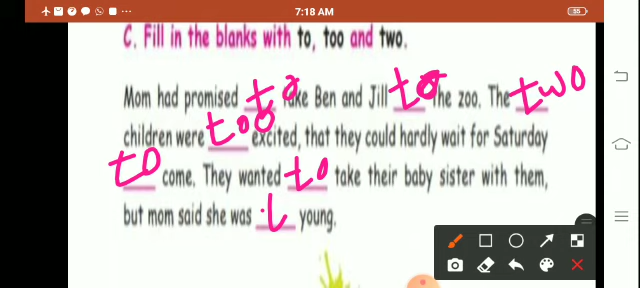 7:18 AM
55
C. Fill in the blanks with to, too and two.
Mom had promised to take Ben and Jill to the zoo. The two
children were too excited, that they could hardly wait for Saturday
to come. They wanted to take their baby sister with them,
but mom said she was t young.